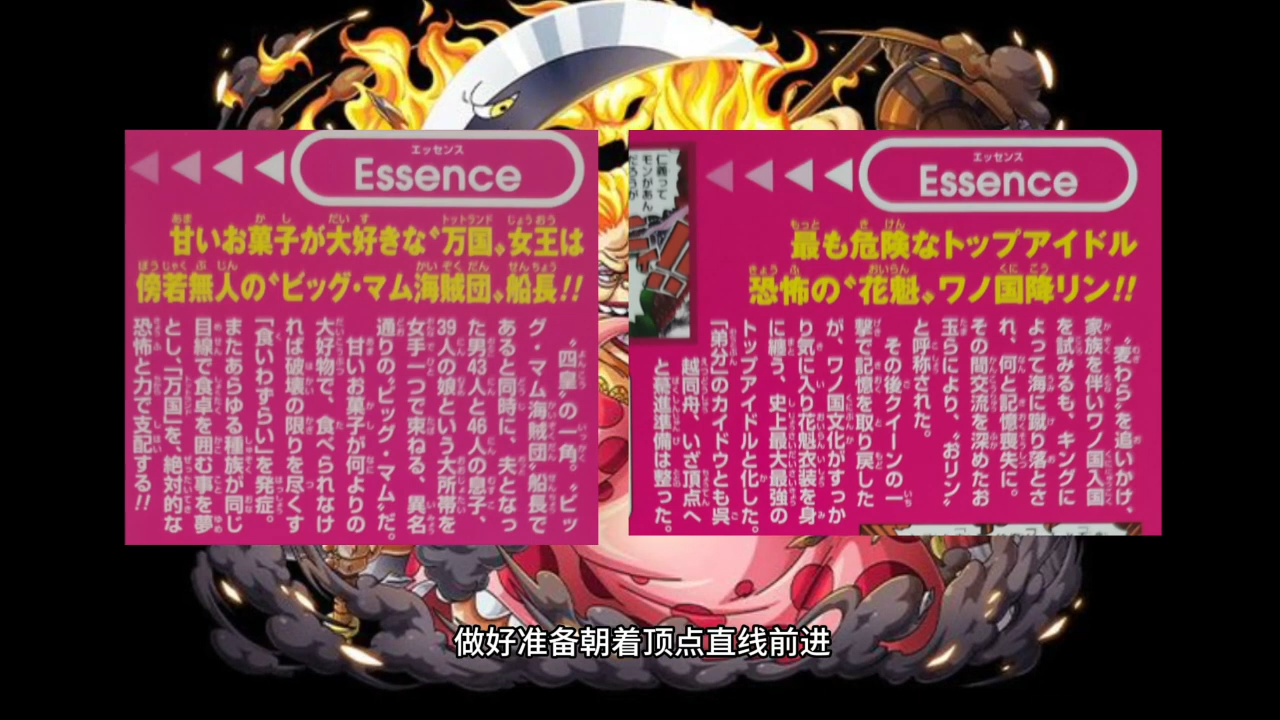 エッセンス
Essence
甘いお菓子が大好きな〝万国〟女王は
傍若無人の〝ビッグ・マム海賊団〟船長!!
〝四皇〟の一角。〝ビッ
グ・マム海賊団〟船長で
あると同時に、夫となっ
た男43人と46人の息子、
39人の娘という大所帯を
女手一つで束ねる、異名
通りの〝ビッグ・マム〟だ。
甘いお菓子が何よりの
大好物で、食べられなけ
れば破壊の限りを尽くす
「食いわずらい」を発症。
またあらゆる種族が同じ
目線で食卓を囲む事を夢
とし、「万国」を、絶対的な
恐怖と力で支配する!!
仁義って
モンがあん
だろうが
エッセンス
Essence
最も危険なトップアイドル
恐怖の〝花魁〟ワノ国降リン!!
〝麦わら〟を追いかけ、
家族を伴いワノ国入国
を試みるも、キングに
よって海に蹴り落とさ
れ、何と記憶喪失に。
その間交流を深めたお
玉らにより、〝おリン〟
と呼称された。
その後クイーンの一
撃で記憶を取り戻した
が、ワノ国文化がすっか
り気に入り花魁衣装を身
に纏う、史上最大最強の
トップアイドルと化した。
「弟分」のカイドウとも呉
越同舟、いざ頂点へ
と発進準備は整った。
做好准备朝着顶点直线前进